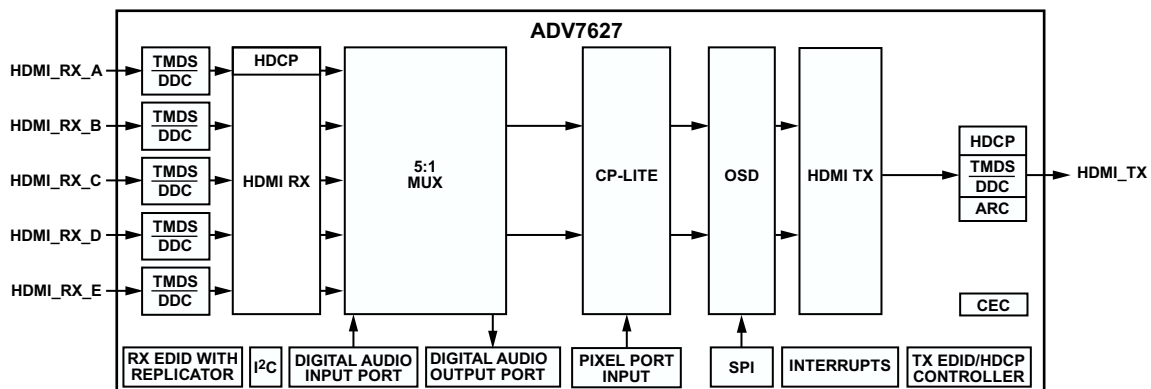 ADV7627
HDMI_RX_A
TMDS
DDC
HDCP
HDMI_RX_B
TMDS
DDC
HDMI_RX_C
TMDS
DDC
HDMI_RX_D
TMDS
DDC
HDMI_RX_E
TMDS
DDC
HDMI RX
5:1
MUX
CP-LITE
OSD
HDMI TX
HDCP
TMDS
DDC
ARC
HDMI_TX
CEC
RX EDID WITH
REPLICATOR
I2C
DIGITAL AUDIO
INPUT PORT
DIGITAL AUDIO
OUTPUT PORT
PIXEL PORT
INPUT
SPI
INTERRUPTS
TX EDID/HDCP
CONTROLLER